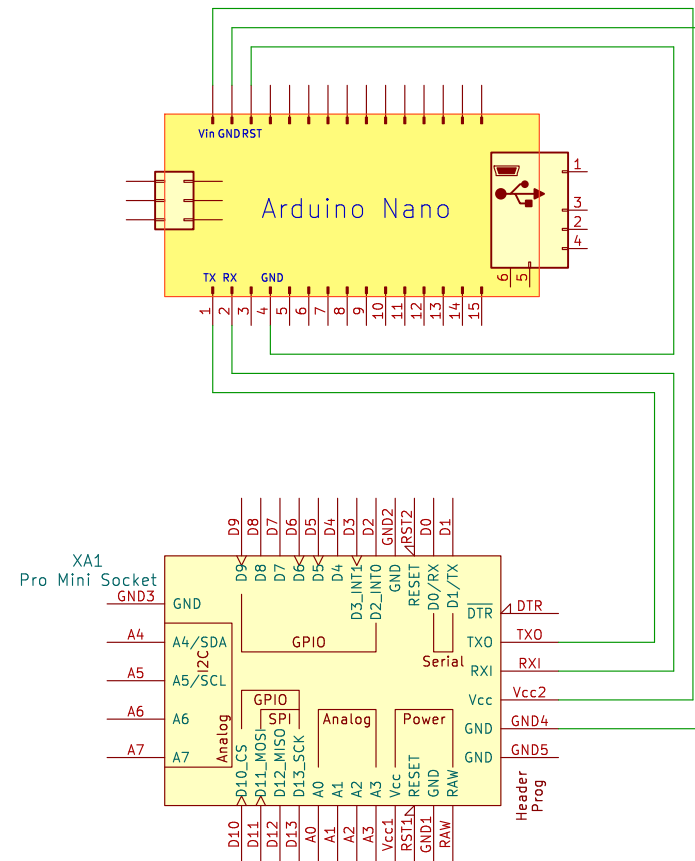 Vin GND RST
1
Arduino Nano
3
2
4
TX RX GND
6 5
1 2 3 4 5 6 7 8 9 10 11 12 13 14 15
D9 D8 D7 D6 D5 D4 D3 D2 GND2 RST2 D0 D1
XA1
Pro Mini Socket
D9 D8 D7 D6 D5 D4 D3_INT1 D2_INT0 GND RESET D0/RX D1/TX
GND3 GND
DTR DTR
A4 A4/SDA
I2C
GPIO
TXO TXO
Serial
A5 A5/SCL
RXI RXI
GPIO
Vcc Vcc2
A6 A6
Analog
SPI
Analog
Power
GND GND4
A7 A7
GND GND5
D10_CS D11_MOSI D12_MISO D13_SCK A0 A1 A2 A3 Vcc RESET GND RAW
Header
Prog
D10 D11 D12 D13 A0 A1 A2 A3 Vcc1 RST1 GND1 RAW